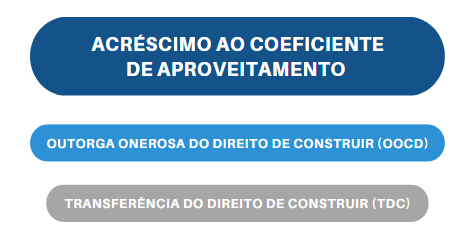 ACRÉSCIMO AO COEFICIENTE
DE APROVEITAMENTO
OUTORGA ONEROSA DO DIREITO DE CONSTRUIR (OOCD)
TRANSFERÊNCIA DO DIREITO DE CONSTRUIR (TDC)